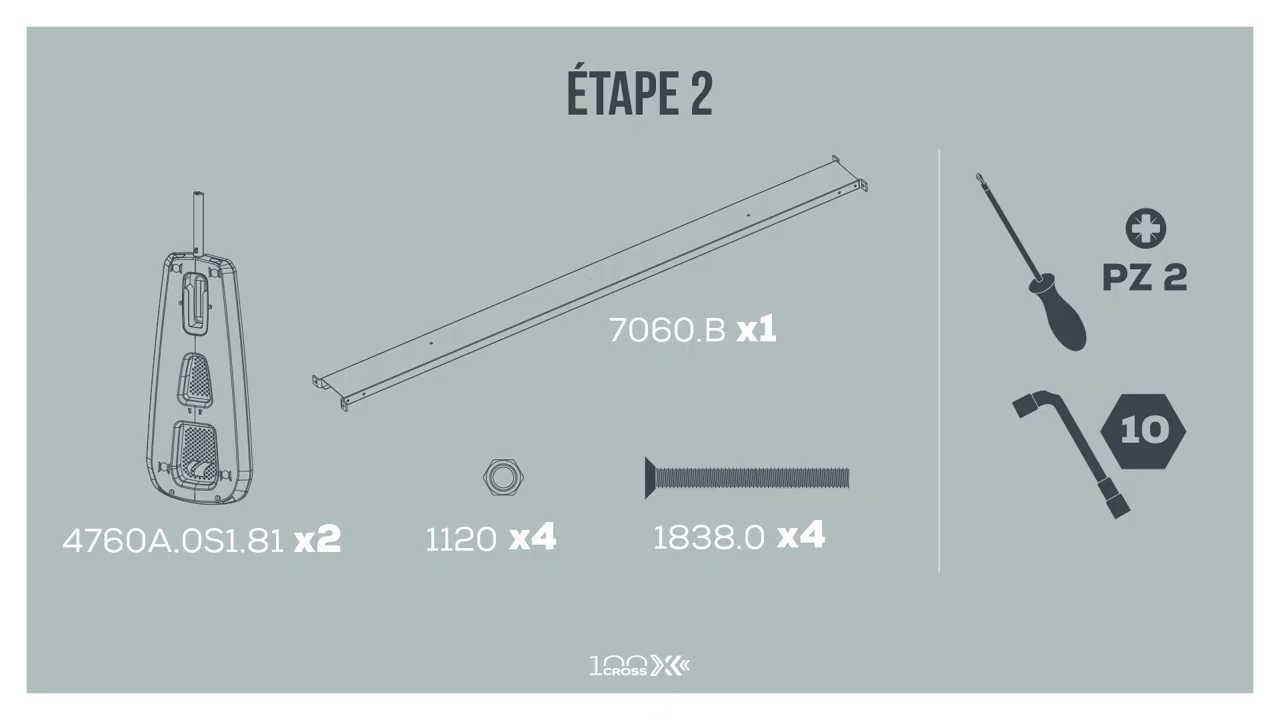 ÉTAPE 2
7060.B x1
PZ 2
10
4760A.0S1.81 x2
1120 x4
1838.0 x4
100 CROSS